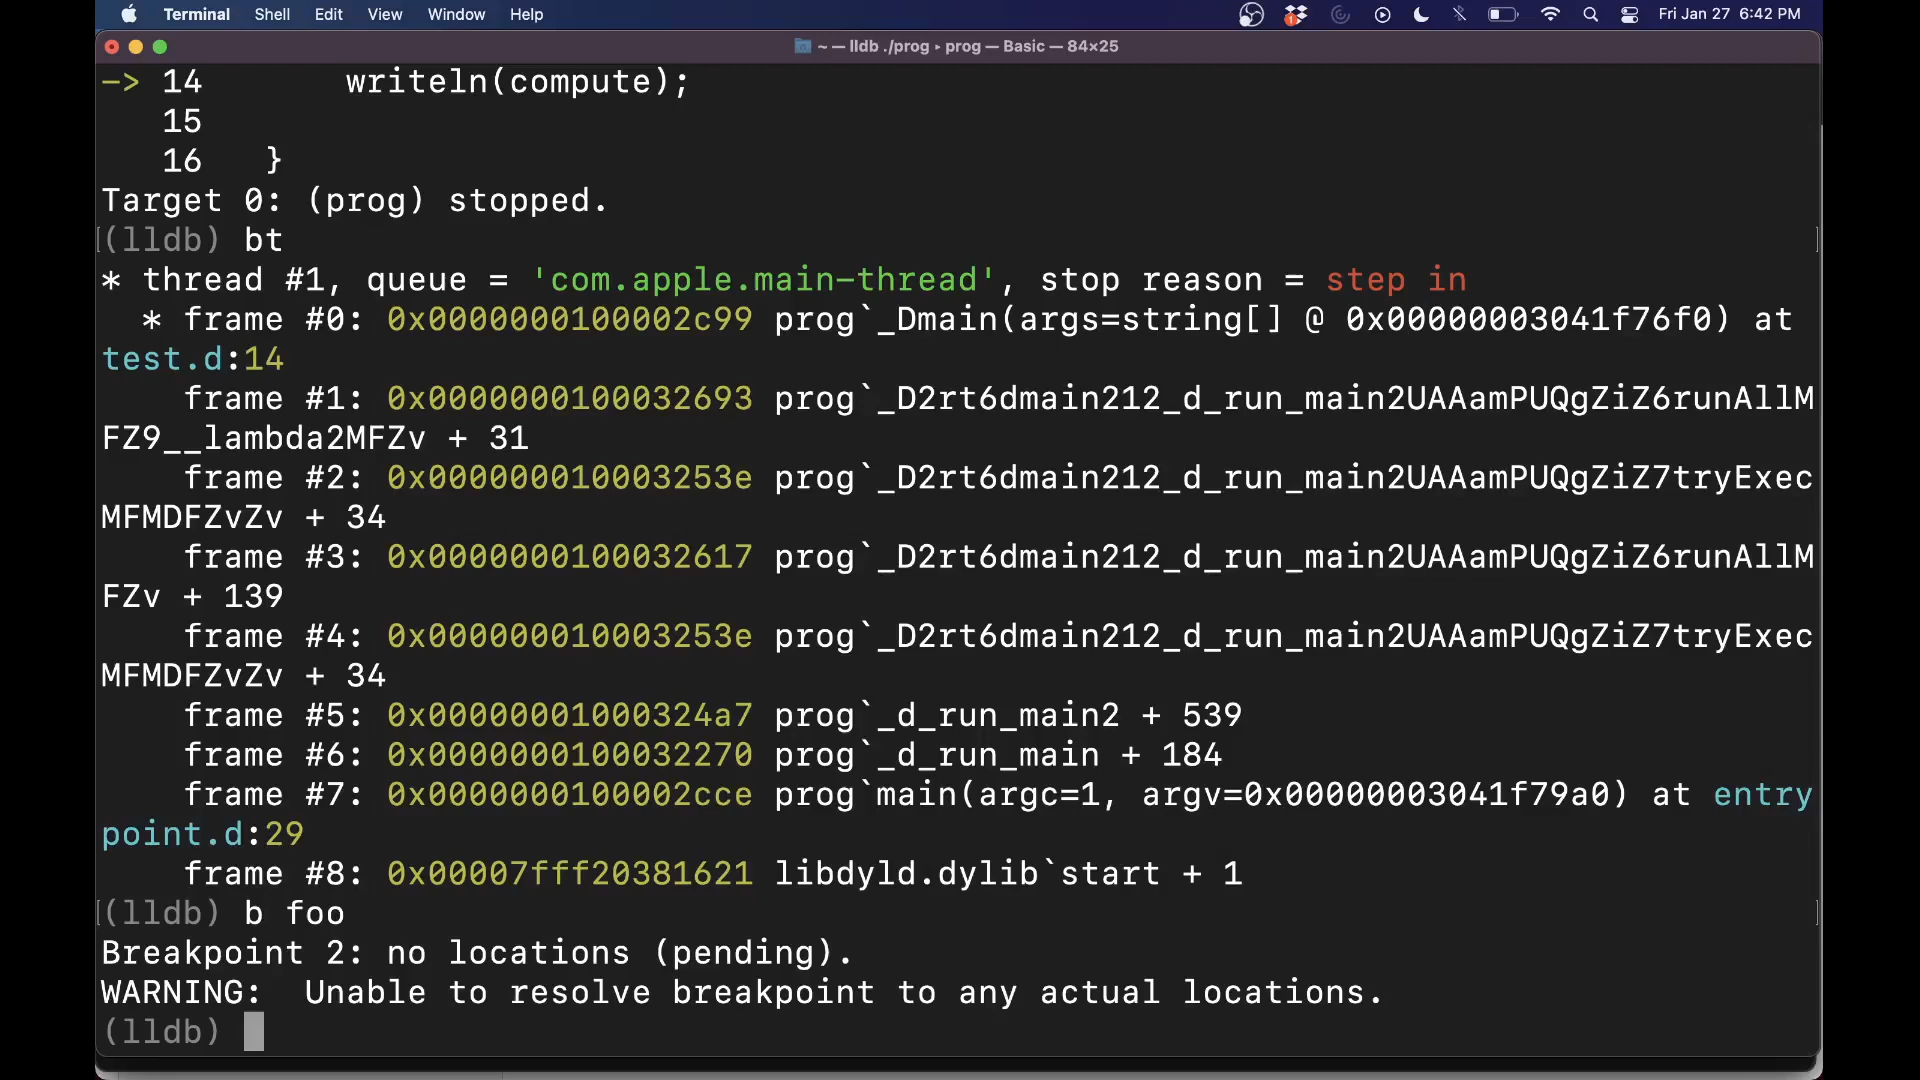 Terminal Shell Edit View Window Help 1 Fri Jan 27 6:42 PM
~ — lldb ./prog ▸ prog — Basic — 84×25
-> 14       writeln(compute);
15
16   }
Target 0: (prog) stopped.
(lldb) bt
* thread #1, queue = 'com.apple.main-thread', stop reason = step in
* frame #0: 0x0000000100002c99 prog`_Dmain(args=string[] @ 0x00000003041f76f0) at
test.d:14
frame #1: 0x0000000100032693 prog`_D2rt6dmain212_d_run_main2UAAamPUQgZiZ6runAllM
FZ9__lambda2MFZv + 31
frame #2: 0x000000010003253e prog`_D2rt6dmain212_d_run_main2UAAamPUQgZiZ7tryExec
MFMDFZvZv + 34
frame #3: 0x0000000100032617 prog`_D2rt6dmain212_d_run_main2UAAamPUQgZiZ6runAllM
FZv + 139
frame #4: 0x000000010003253e prog`_D2rt6dmain212_d_run_main2UAAamPUQgZiZ7tryExec
MFMDFZvZv + 34
frame #5: 0x00000001000324a7 prog`_d_run_main2 + 539
frame #6: 0x0000000100032270 prog`_d_run_main + 184
frame #7: 0x0000000100002cce prog`main(argc=1, argv=0x00000003041f79a0) at entry
point.d:29
frame #8: 0x00007fff20381621 libdyld.dylib`start + 1
(lldb) b foo
Breakpoint 2: no locations (pending).
WARNING:  Unable to resolve breakpoint to any actual locations.
(lldb)